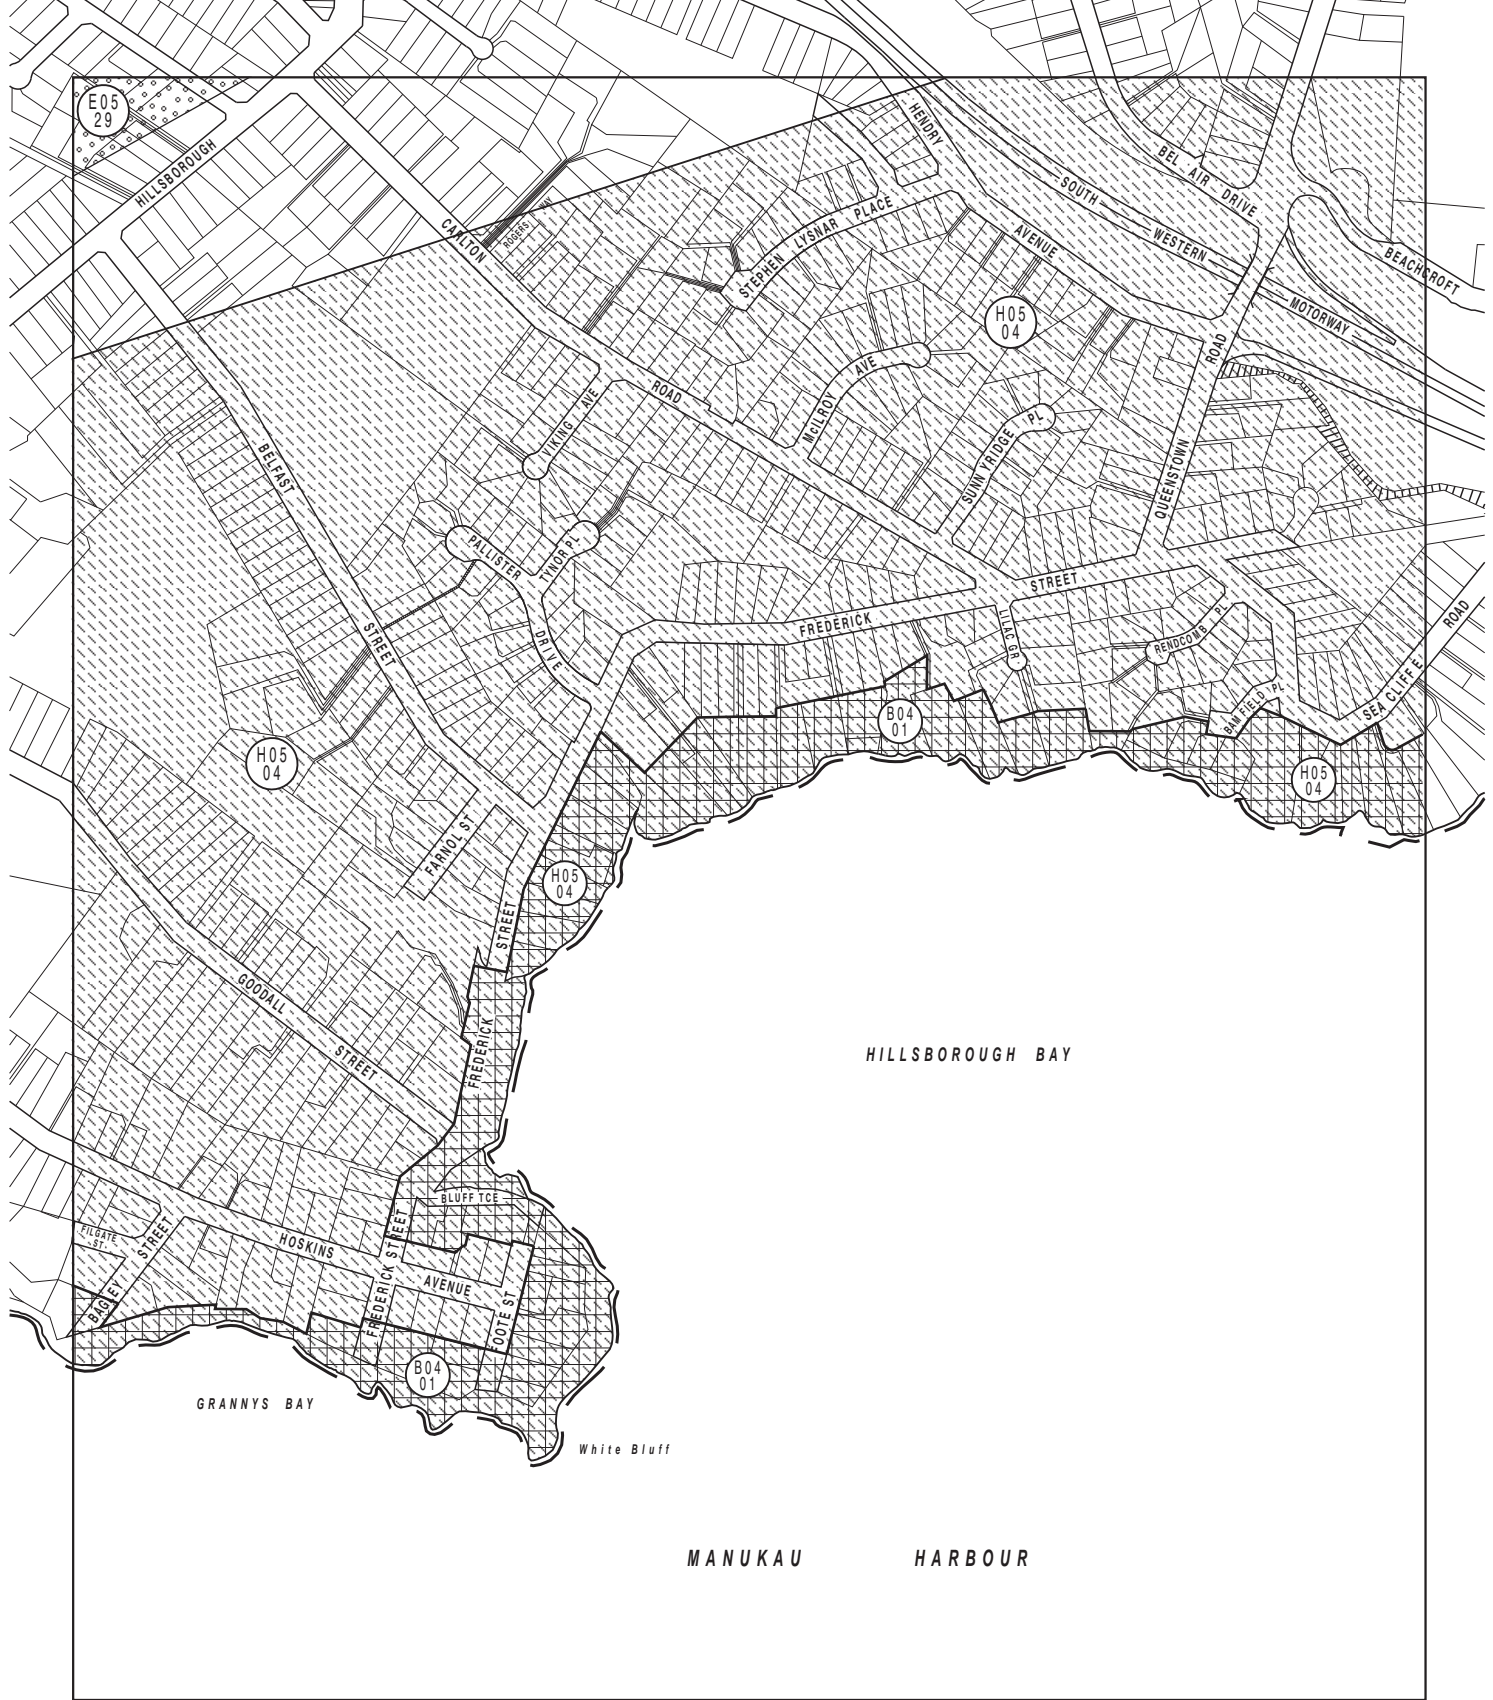 E05
29
HILLSBOROUGH
HENDRY
BEL AIR DRIVE
SOUTH WESTERN MOTORWAY
BEACHCROFT
CARLTON
ROGERS
STEPHEN LYSNAR PLACE
AVENUE
H05
04
ROAD
McILROY AVE
VIKING AVE
ROAD
SUNNYRIDGE PL
QUEENSTOWN
BELFAST
PALLISTER
TYNOR PL
STREET
DRIVE
STREET
FREDERICK
LILAC GR
RENDCOMB PL
ROAD
SEA CLIFFE
BAMFIELD PL
B04
01
H05
04
H05
04
FARNOL ST
H05
04
STREET
GOODALL
STREET
FREDERICK
HILLSBOROUGH BAY
BLUFF TCE
FILGATE
ST.
STREET
HOSKINS
FREDERICK STREET
AVENUE
BAGLEY
FOOTE ST
B04
01
GRANNYS BAY
White Bluff
MANUKAU HARBOUR